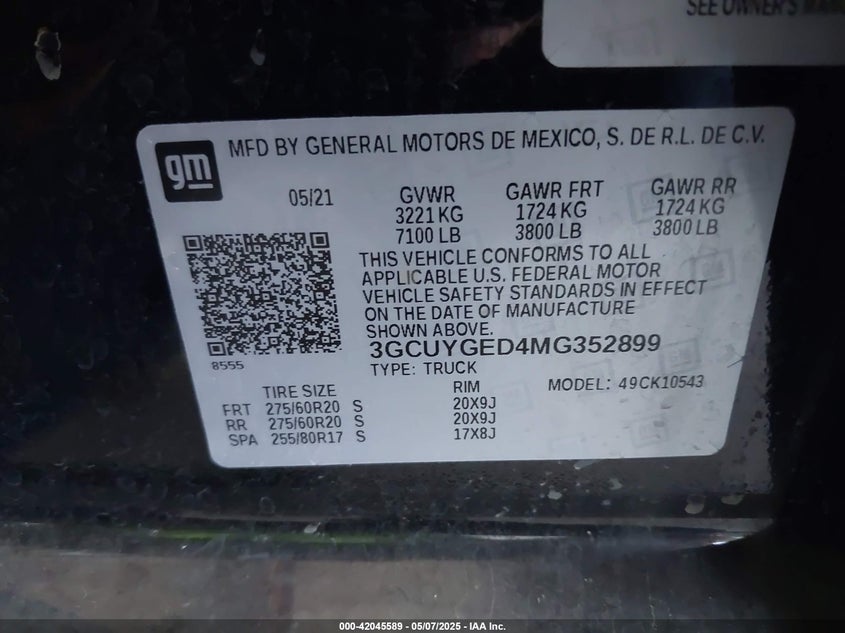 SEE OWNER'S MANUAL
gm
MFD BY GENERAL MOTORS DE MEXICO, S. DE R.L. DE C.V.
05/21 GVWR GAWR FRT GAWR RR
3221 KG 1724 KG 1724 KG
7100 LB 3800 LB 3800 LB
THIS VEHICLE CONFORMS TO ALL
APPLICABLE U.S. FEDERAL MOTOR
VEHICLE SAFETY STANDARDS IN EFFECT
ON THE DATE OF MANUFACTURE
SHOWN ABOVE.
3GCUYGED4MG352899
8555
TYPE: TRUCK
TIRE SIZE RIM MODEL: 49CK10543
FRT 275/60R20 S 20X9J
RR 275/60R20 S 20X9J
SPA 255/80R17 S 17X8J
000-42045589 - 05/07/2025 - IAA Inc.